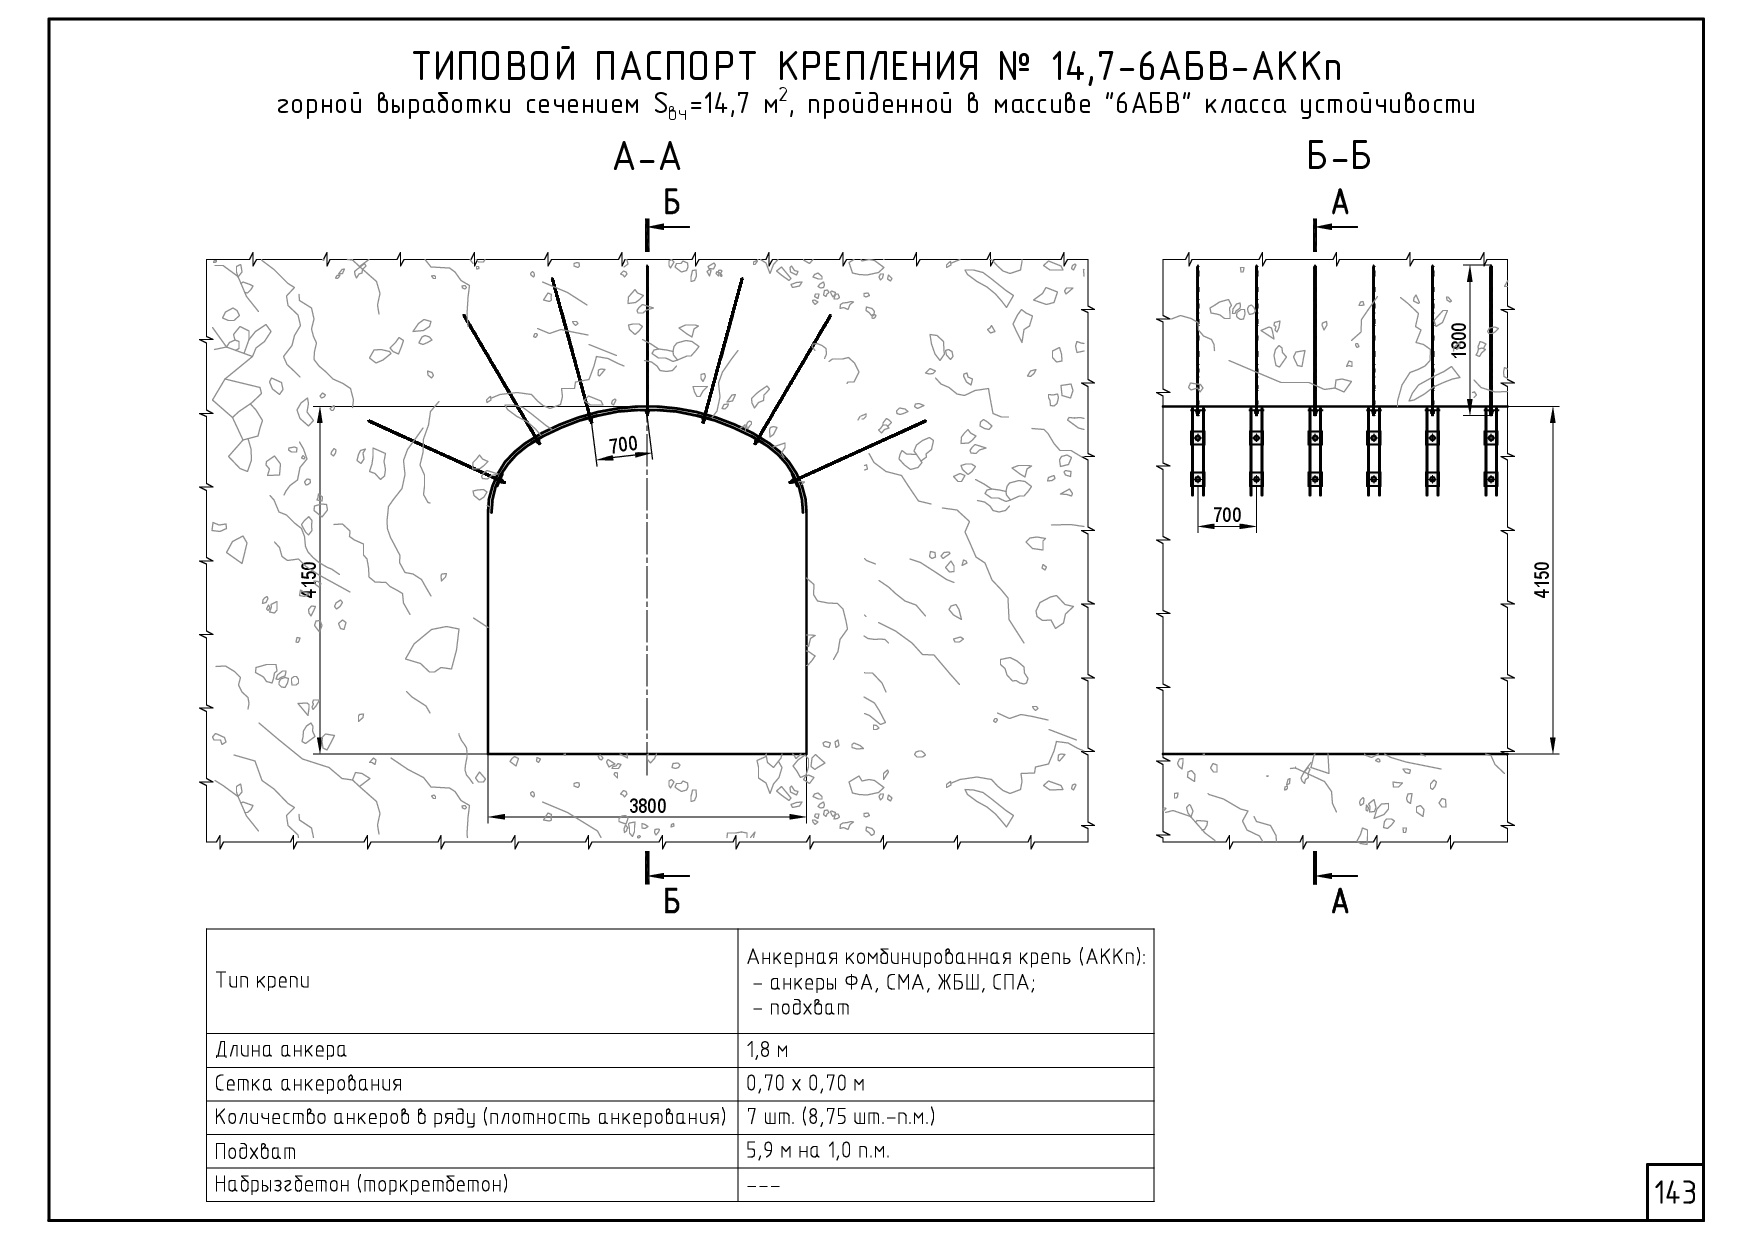 ТИПОВОЙ ПАСПОРТ КРЕПЛЕНИЯ № 14,7-6АБВ-АККп
горной выработки сечением Sвч=14,7 м², пройденной в массиве "6АБВ" класса устойчивости
А-А
Б-Б
Б
А
1800
700
700
4150
4150
3800
Б
А
Тип крепи
Анкерная комбинированная крепь (АККп):
- анкеры ФА, СМА, ЖБШ, СПА;
- подхват
Длина анкера 1,8 м
Сетка анкерования 0,70 х 0,70 м
Количество анкеров в ряду (плотность анкерования) 7 шт. (8,75 шт.-п.м.)
Подхват 5,9 м на 1,0 п.м.
Набрызгбетон (торкретбетон) ---
143